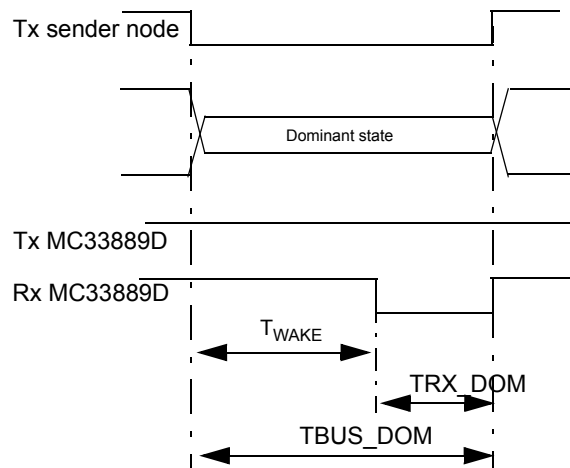 Tx sender node
Dominant state
Tx MC33889D
Rx MC33889D
TWAKE
TRX_DOM
TBUS_DOM